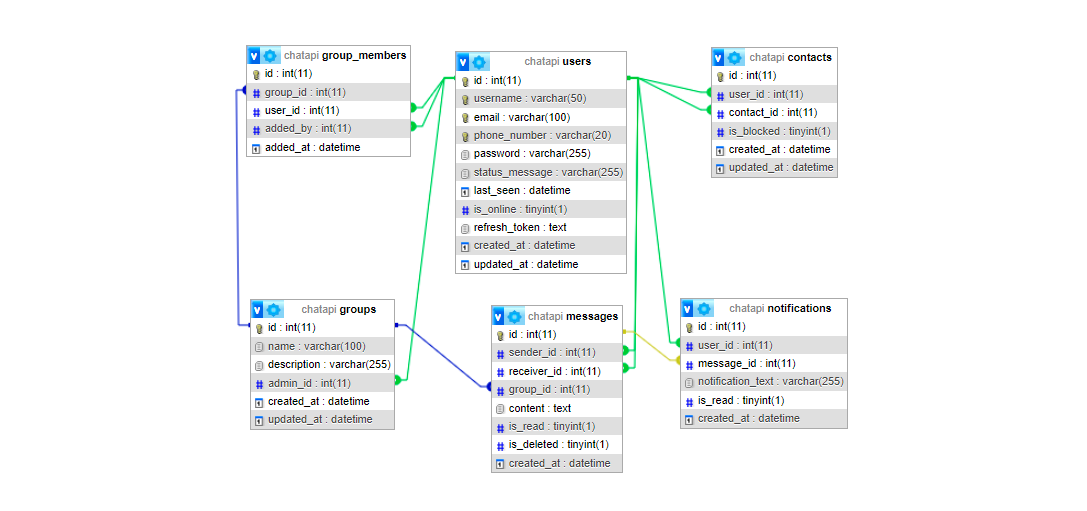 chatapi group_members
id : int(11)
group_id : int(11)
user_id : int(11)
added_by : int(11)
added_at : datetime
chatapi users
id : int(11)
username : varchar(50)
email : varchar(100)
phone_number : varchar(20)
password : varchar(255)
status_message : varchar(255)
last_seen : datetime
is_online : tinyint(1)
refresh_token : text
created_at : datetime
updated_at : datetime
chatapi contacts
id : int(11)
user_id : int(11)
contact_id : int(11)
is_blocked : tinyint(1)
created_at : datetime
updated_at : datetime
chatapi groups
id : int(11)
name : varchar(100)
description : varchar(255)
admin_id : int(11)
created_at : datetime
updated_at : datetime
chatapi messages
id : int(11)
sender_id : int(11)
receiver_id : int(11)
group_id : int(11)
content : text
is_read : tinyint(1)
is_deleted : tinyint(1)
created_at : datetime
chatapi notifications
id : int(11)
user_id : int(11)
message_id : int(11)
notification_text : varchar(255)
is_read : tinyint(1)
created_at : datetime